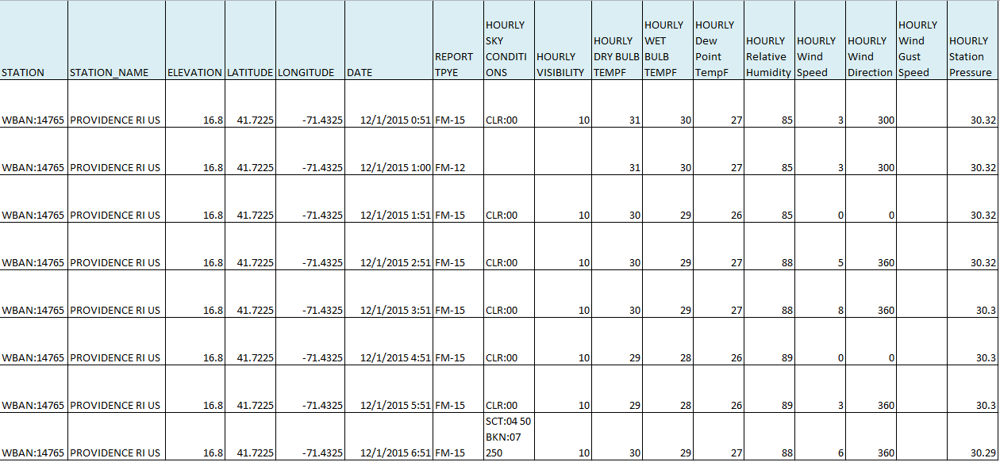 HOURLY HOURLY HOURLY HOURLY
SKY WET Dew Wind
REPORT CONDITI HOURLY HOURLY DRY BULB BULB Point HOURLY Relative HOURLY Wind HOURLY Wind Gust HOURLY Station
STATION STATION_NAME ELEVATION LATITUDE LONGITUDE DATE TPYE ONS VISIBILITY TEMPF TEMPF TempF Humidity Speed Direction Speed Pressure
WBAN:14765 PROVIDENCE RI US 16.8 41.7225 -71.4325 12/1/2015 0:51 FM-15 CLR:00 10 31 30 27 85 3 300 30.32
WBAN:14765 PROVIDENCE RI US 16.8 41.7225 -71.4325 12/1/2015 1:00 FM-12 31 30 27 85 3 300 30.32
WBAN:14765 PROVIDENCE RI US 16.8 41.7225 -71.4325 12/1/2015 1:51 FM-15 CLR:00 10 30 29 26 85 0 0 30.32
WBAN:14765 PROVIDENCE RI US 16.8 41.7225 -71.4325 12/1/2015 2:51 FM-15 CLR:00 10 30 29 27 88 5 360 30.32
WBAN:14765 PROVIDENCE RI US 16.8 41.7225 -71.4325 12/1/2015 3:51 FM-15 CLR:00 10 30 29 27 88 8 360 30.3
WBAN:14765 PROVIDENCE RI US 16.8 41.7225 -71.4325 12/1/2015 4:51 FM-15 CLR:00 10 29 28 26 89 0 0 30.3
WBAN:14765 PROVIDENCE RI US 16.8 41.7225 -71.4325 12/1/2015 5:51 FM-15 CLR:00 10 29 28 26 89 3 360 30.3
SCT:04 50
BKN:07
WBAN:14765 PROVIDENCE RI US 16.8 41.7225 -71.4325 12/1/2015 6:51 FM-15 250 10 30 29 27 88 6 360 30.29